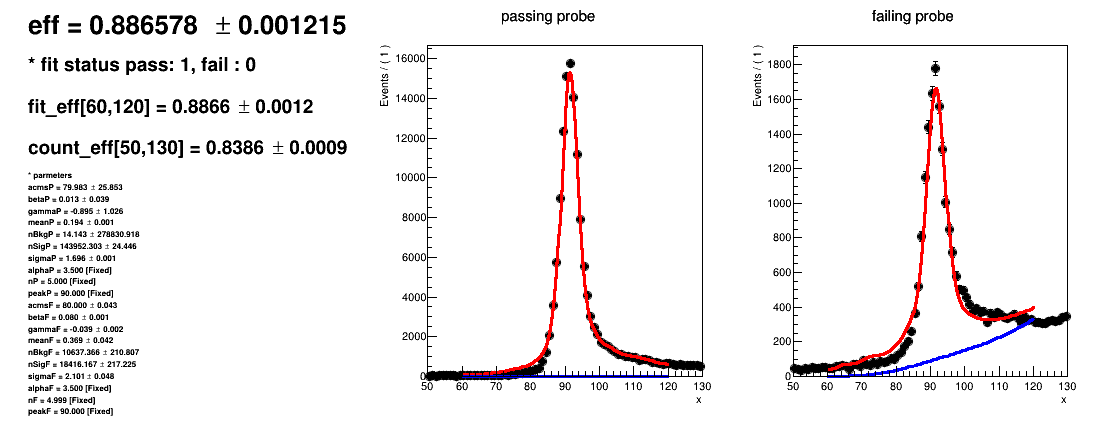 eff = 0.886578 ± 0.001215
* fit status pass: 1, fail : 0
fit_eff[60,120] = 0.8866 ± 0.0012
count_eff[50,130] = 0.8386 ± 0.0009
* parmeters
acmsP = 79.983 ± 25.853
betaP = 0.013 ± 0.039
gammaP = -0.895 ± 1.026
meanP = 0.194 ± 0.001
nBkgP = 14.143 ± 278830.918
nSigP = 143952.303 ± 24.446
sigmaP = 1.696 ± 0.001
alphaP = 3.500 [Fixed]
nP = 5.000 [Fixed]
peakP = 90.000 [Fixed]
acmsF = 80.000 ± 0.043
betaF = 0.080 ± 0.001
gammaF = -0.039 ± 0.002
meanF = 0.369 ± 0.042
nBkgF = 10637.366 ± 210.807
nSigF = 18416.167 ± 217.225
sigmaF = 2.101 ± 0.048
alphaF = 3.500 [Fixed]
nF = 4.999 [Fixed]
peakF = 90.000 [Fixed]
passing probe
Events / ( 1 )
16000
14000
12000
10000
8000
6000
4000
2000
0
50 60 70 80 90 100 110 120 130
x
failing probe
Events / ( 1 )
1800
1600
1400
1200
1000
800
600
400
200
0
50 60 70 80 90 100 110 120 130
x